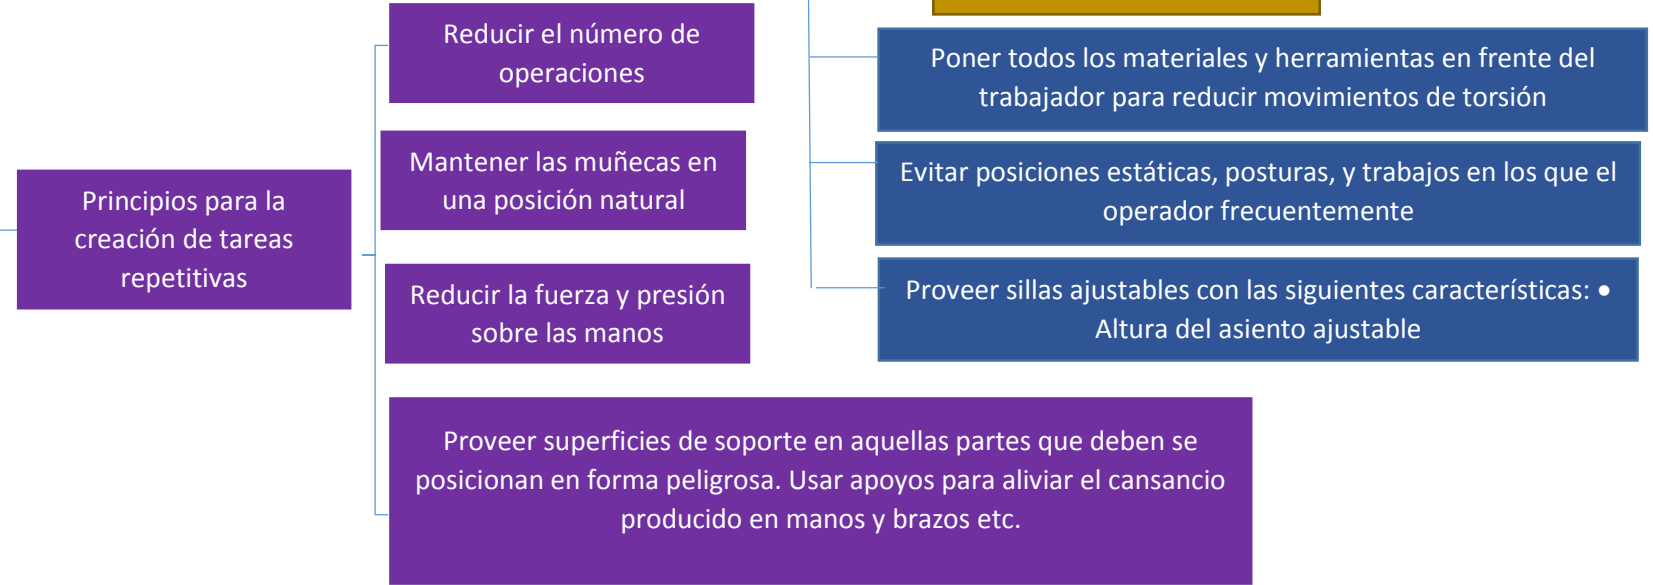 Principios para la
creación de tareas
repetitivas
Reducir el número de
operaciones
Mantener las muñecas en
una posición natural
Reducir la fuerza y presión
sobre las manos
Proveer superficies de soporte en aquellas partes que deben se
posicionan en forma peligrosa. Usar apoyos para aliviar el cansancio
producido en manos y brazos etc.
Poner todos los materiales y herramientas en frente del
trabajador para reducir movimientos de torsión
Evitar posiciones estáticas, posturas, y trabajos en los que el
operador frecuentemente
Proveer sillas ajustables con las siguientes características: •
Altura del asiento ajustable